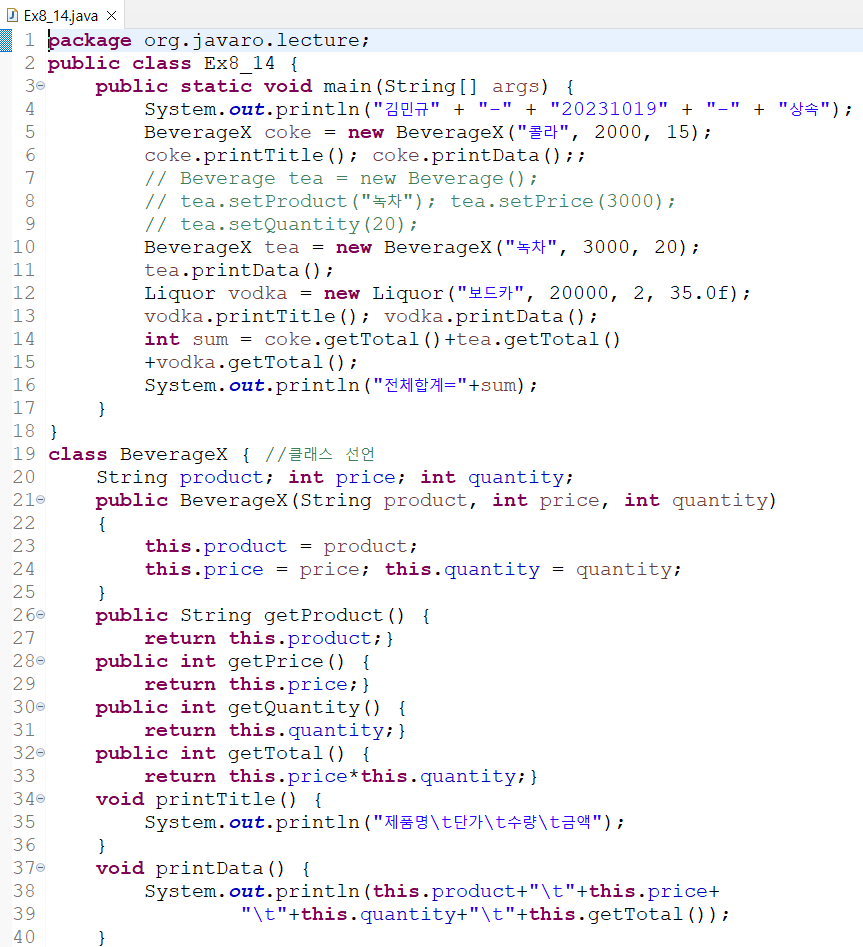 Ex8_14.java
1 package org.javaro.lecture;
2 public class Ex8_14 {
3 public static void main(String[] args) {
4 System.out.println("김민규" + "-" + "20231019" + "-" + "상속");
5 BeverageX coke = new BeverageX("콜라", 2000, 15);
6 coke.printTitle(); coke.printData();;
7 // Beverage tea = new Beverage();
8 // tea.setProduct("녹차"); tea.setPrice(3000);
9 // tea.setQuantity(20);
10 BeverageX tea = new BeverageX("녹차", 3000, 20);
11 tea.printData();
12 Liquor vodka = new Liquor("보드카", 20000, 2, 35.0f);
13 vodka.printTitle(); vodka.printData();
14 int sum = coke.getTotal()+tea.getTotal()
15 +vodka.getTotal();
16 System.out.println("전체합계="+sum);
17 }
18 }
19 class BeverageX { //클래스 선언
20 String product; int price; int quantity;
21 public BeverageX(String product, int price, int quantity)
22 {
23 this.product = product;
24 this.price = price; this.quantity = quantity;
25 }
26 public String getProduct() {
27 return this.product;}
28 public int getPrice() {
29 return this.price;}
30 public int getQuantity() {
31 return this.quantity;}
32 public int getTotal() {
33 return this.price*this.quantity;}
34 void printTitle() {
35 System.out.println("제품명\t단가\t수량\t금액");
36 }
37 void printData() {
38 System.out.println(this.product+"\t"+this.price+
39 "\t"+this.quantity+"\t"+this.getTotal());
40 }